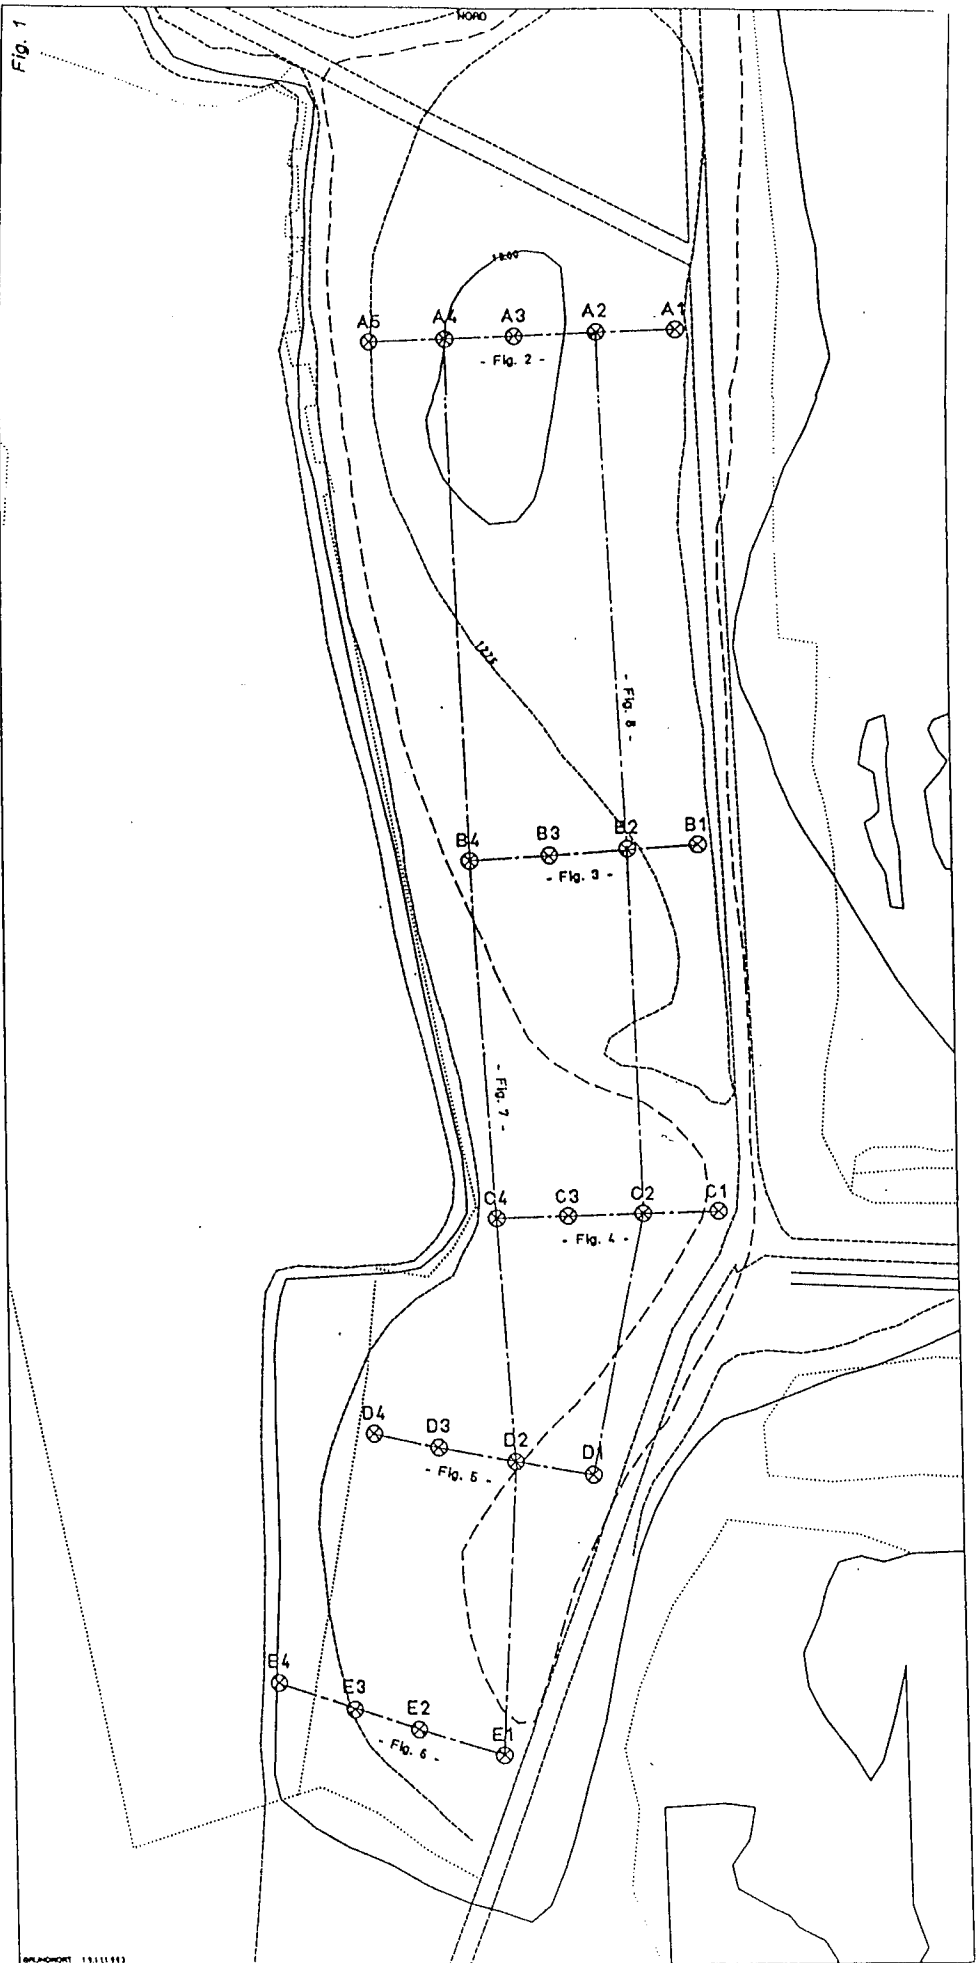 Fig. 1
NORD
A5
A4
A3
A2
A1
- Fig. 2 -
1275
- Fig. 8 -
B4
B3
B2
B1
- Fig. 3 -
- Fig. 7 -
C4
C3
C2
C1
- Fig. 4 -
D4
D3
D2
D1
- Fig. 5 -
E4
E3
E2
E1
- Fig. 6 -